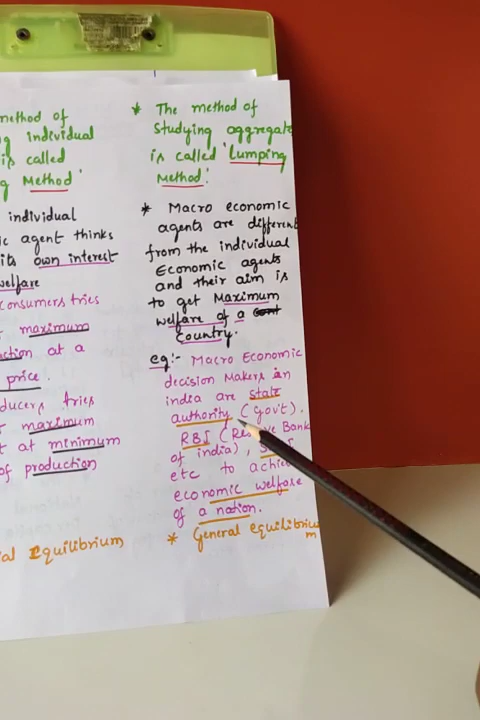 method of
individual
is called
Method'
individual
agent thinks
its own interest
welfare
consumers tries
maximum
at a
price.
tries
maximum
at minimum
of production
Equilibrium
* The method of
studying aggregate
is called 'Lumping
Method.'
* Macro economic
agents are different
from the individual
Economic agents
and their aim is
to get Maximum
welfare of a
Country.
eg:- Macro Economic
decision Makers in
india are state
authority (Gov't).
RBI (Reserve Bank
of india),
etc to achieve
economic welfare
of a nation.
* General equilibrium